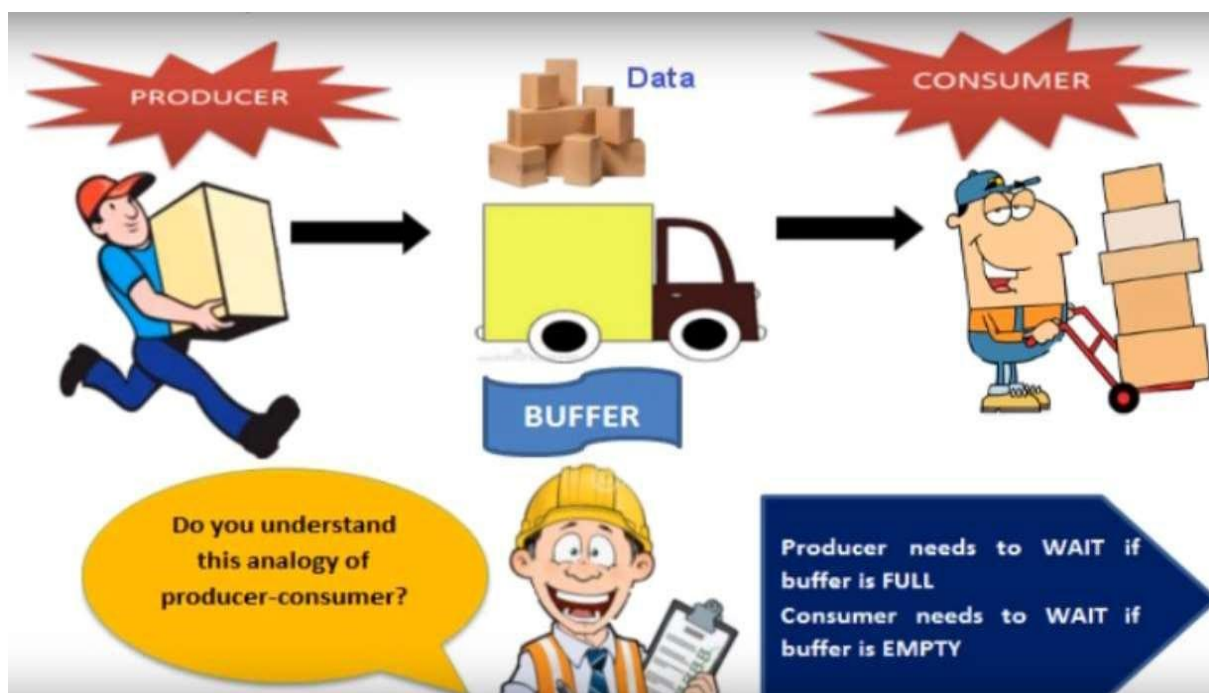 PRODUCER
Data
CONSUMER
BUFFER
Do you understand
this analogy of
producer-consumer?
Producer needs to WAIT if
buffer is FULL
Consumer needs to WAIT if
buffer is EMPTY